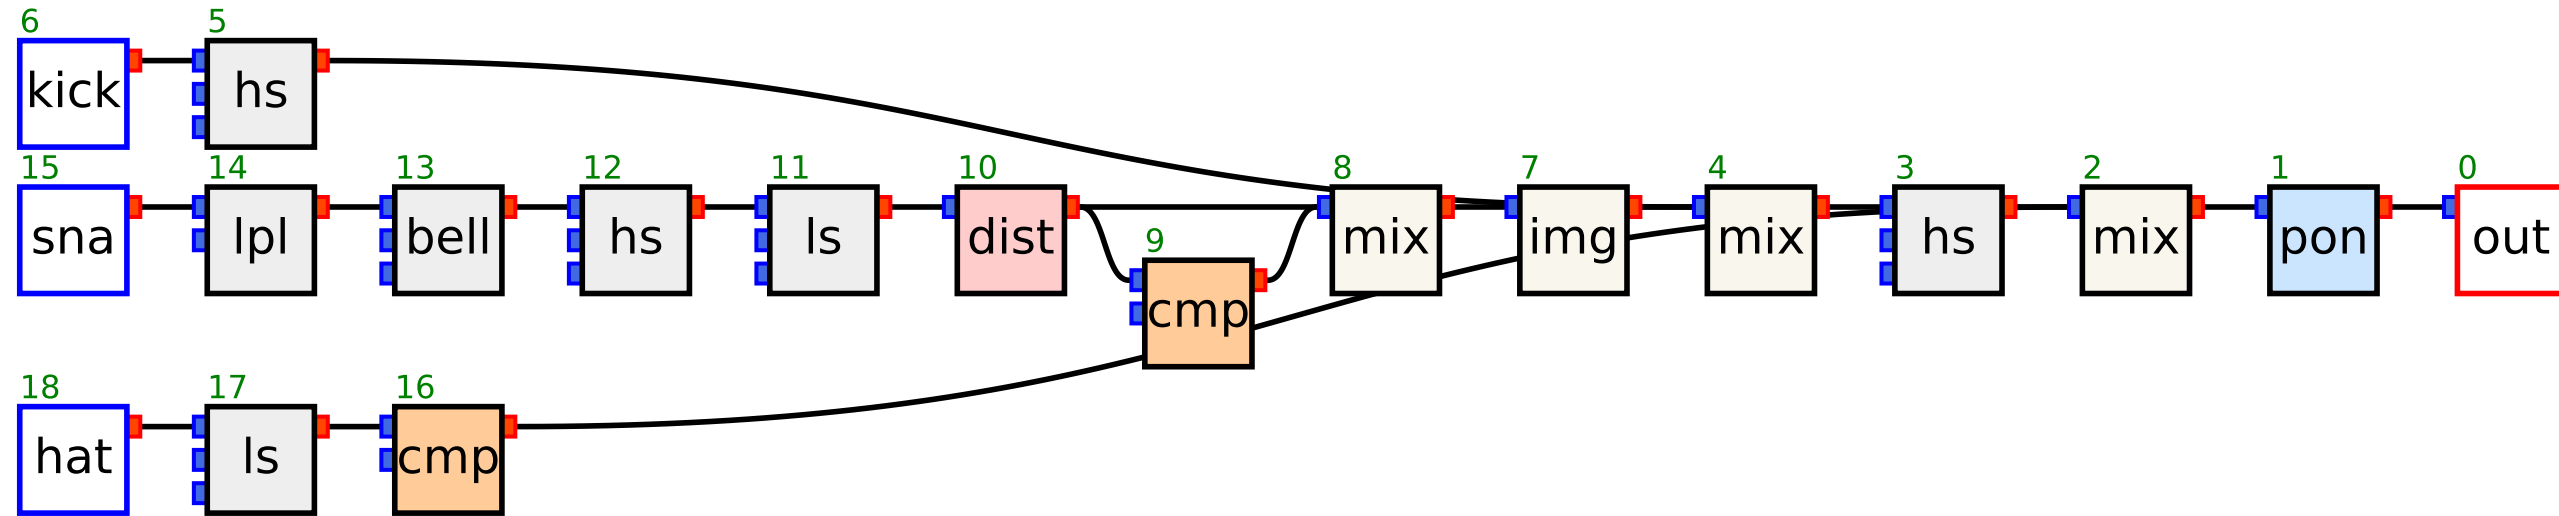 6 5
kick hs
15 14 13 12 11 10 8 7 4 3 2 1 0
sna lpl bell hs ls dist mix img mix hs mix pon out
9
cmp
18 17 16
hat ls cmp